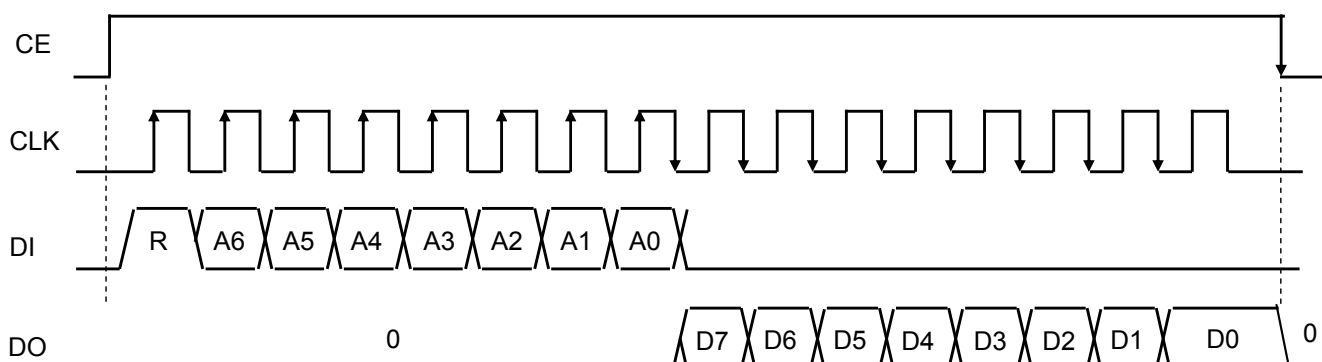 CE
CLK
DI R A6 A5 A4 A3 A2 A1 A0
DO 0 D7 D6 D5 D4 D3 D2 D1 D0 0